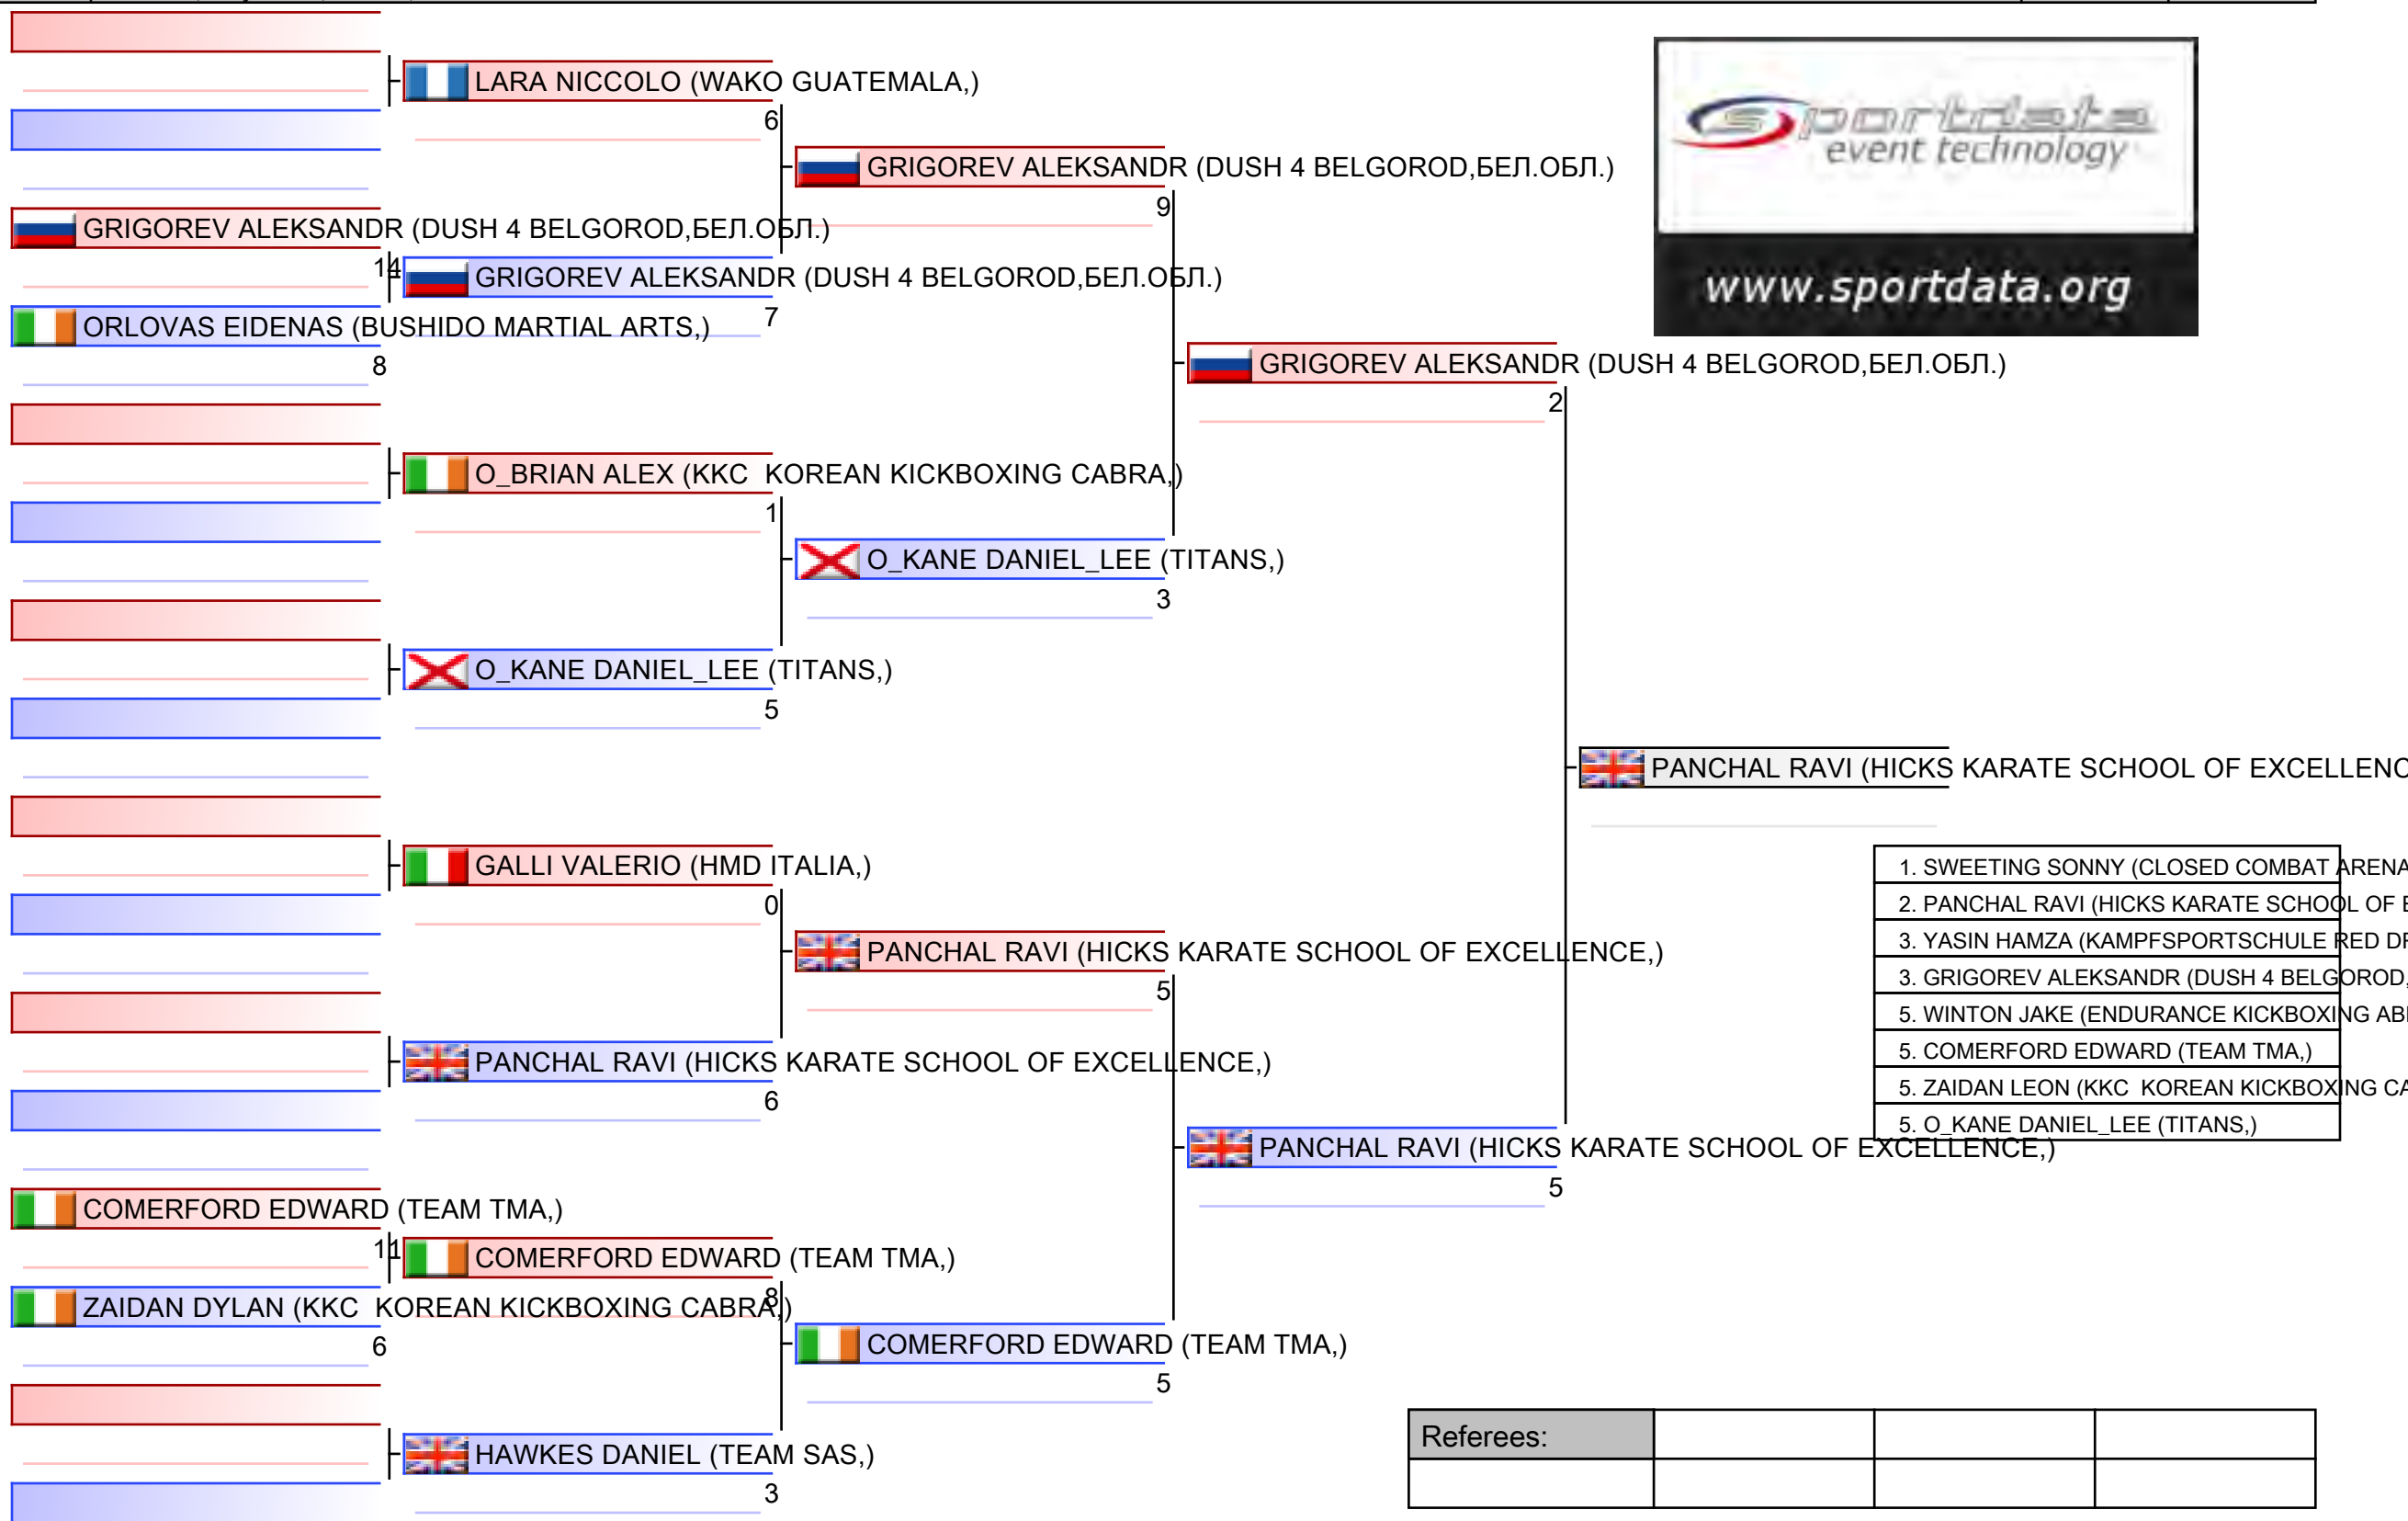 LARA NICCOLO (WAKO GUATEMALA,)
6
sportdata
event technology
www.sportdata.org
GRIGOREV ALEKSANDR (DUSH 4 BELGOROD,БЕЛ.ОБЛ.)
9
GRIGOREV ALEKSANDR (DUSH 4 BELGOROD,БЕЛ.ОБЛ.)
14
GRIGOREV ALEKSANDR (DUSH 4 BELGOROD,БЕЛ.ОБЛ.)
7
ORLOVAS EIDENAS (BUSHIDO MARTIAL ARTS,)
8
GRIGOREV ALEKSANDR (DUSH 4 BELGOROD,БЕЛ.ОБЛ.)
2
O_BRIAN ALEX (KKC  KOREAN KICKBOXING CABRA,)
1
O_KANE DANIEL_LEE (TITANS,)
3
O_KANE DANIEL_LEE (TITANS,)
5
PANCHAL RAVI (HICKS KARATE SCHOOL OF EXCELLENC
GALLI VALERIO (HMD ITALIA,)
0
PANCHAL RAVI (HICKS KARATE SCHOOL OF EXCELLENCE,)
5
PANCHAL RAVI (HICKS KARATE SCHOOL OF EXCELLENCE,)
6
1. SWEETING SONNY (CLOSED COMBAT ARENA
2. PANCHAL RAVI (HICKS KARATE SCHOOL OF
3. YASIN HAMZA (KAMPFSPORTSCHULE RED
3. GRIGOREV ALEKSANDR (DUSH 4 BELGOROD,
5. WINTON JAKE (ENDURANCE KICKBOXING
5. COMERFORD EDWARD (TEAM TMA,)
5. ZAIDAN LEON (KKC  KOREAN KICKBOXING
5. O_KANE DANIEL_LEE (TITANS,)
PANCHAL RAVI (HICKS KARATE SCHOOL OF EXCELLENCE,)
5
COMERFORD EDWARD (TEAM TMA,)
11
COMERFORD EDWARD (TEAM TMA,)
8
ZAIDAN DYLAN (KKC  KOREAN KICKBOXING CABRA,)
6
COMERFORD EDWARD (TEAM TMA,)
5
HAWKES DANIEL (TEAM SAS,)
3
Referees: